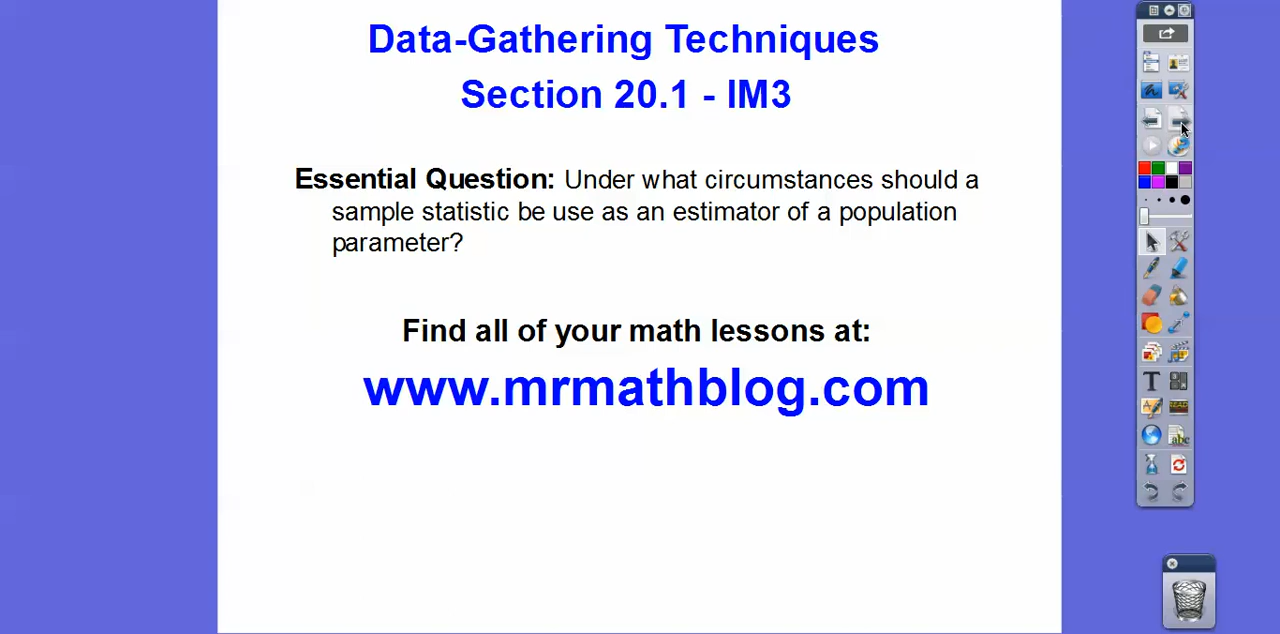 Data-Gathering Techniques
Section 20.1 - IM3
Essential Question: Under what circumstances should a
sample statistic be use as an estimator of a population
parameter?
Find all of your math lessons at:
www.mrmathblog.com